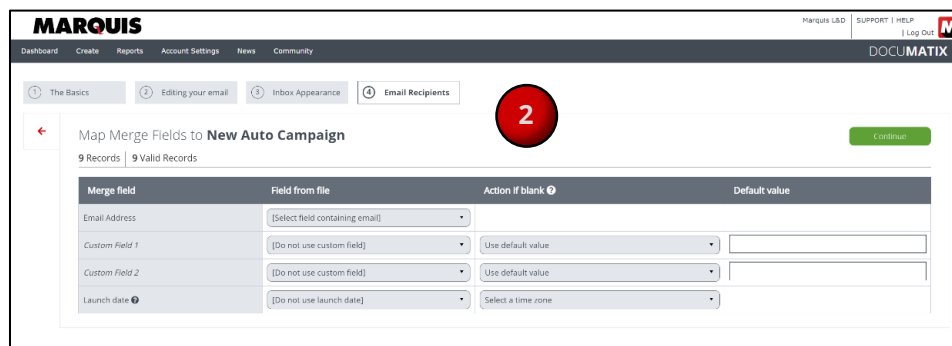 MARQUIS
Marquis L&D SUPPORT | HELP
| Log Out
M
Dashboard Create Reports Account Settings News Community DOCUMATIX
1 The Basics 2 Editing your email 3 Inbox Appearance 4 Email Recipients
2
Map Merge Fields to New Auto Campaign Continue
9 Records | 9 Valid Records
Merge field Field from file Action if blank ? Default value
Email Address [Select field containing email]
Custom Field 1 [Do not use custom field] Use default value
Custom Field 2 [Do not use custom field] Use default value
Launch date ? [Do not use launch date] Select a time zone